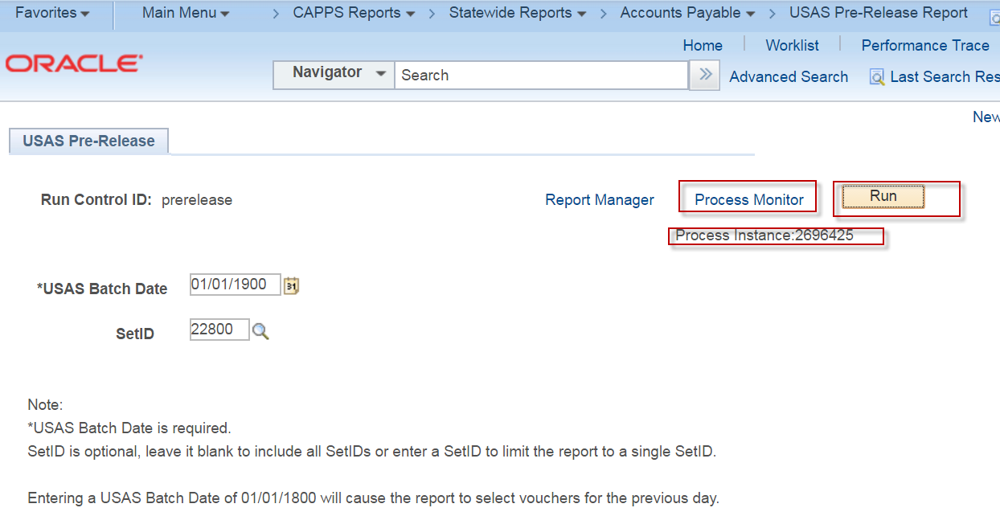 Favorites Main Menu CAPPS Reports Statewide Reports Accounts Payable USAS Pre-Release Report
Home Worklist Performance Trace
ORACLE
Navigator Search Advanced Search Last Search Res
New
USAS Pre-Release
Run Control ID: prerelease Report Manager Process Monitor Run
Process Instance:2696425
*USAS Batch Date 01/01/1900 31
SetID 22800
Note:
*USAS Batch Date is required.
SetID is optional, leave it blank to include all SetIDs or enter a SetID to limit the report to a single SetID.
Entering a USAS Batch Date of 01/01/1800 will cause the report to select vouchers for the previous day.